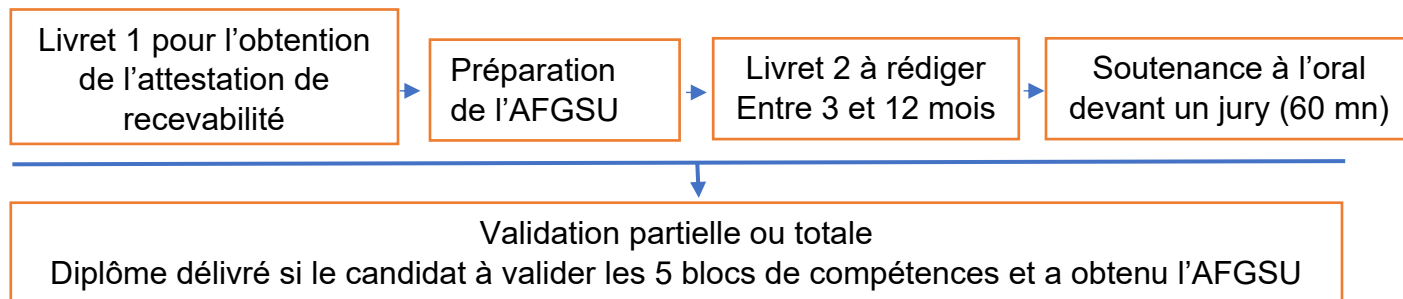 Livret 1 pour l’obtention
de l’attestation de
recevabilité
Préparation
de l’AFGSU
Livret 2 à rédiger
Entre 3 et 12 mois
Soutenance à l’oral
devant un jury (60 mn)
Validation partielle ou totale
Diplôme délivré si le candidat à valider les 5 blocs de compétences et a obtenu l’AFGSU